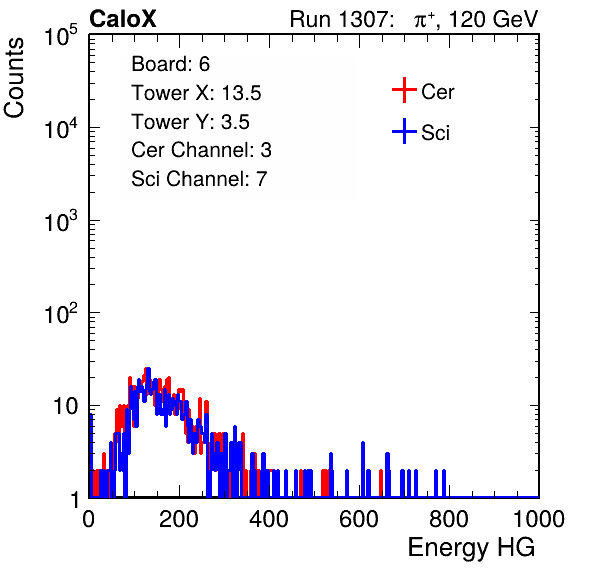 CaloX Run 1307: π⁺, 120 GeV
Counts
Board: 6
Tower X: 13.5
Tower Y: 3.5
Cer Channel: 3
Sci Channel: 7
Cer
Sci
10⁵
10⁴
10³
10²
10
1
0 200 400 600 800 1000
Energy HG